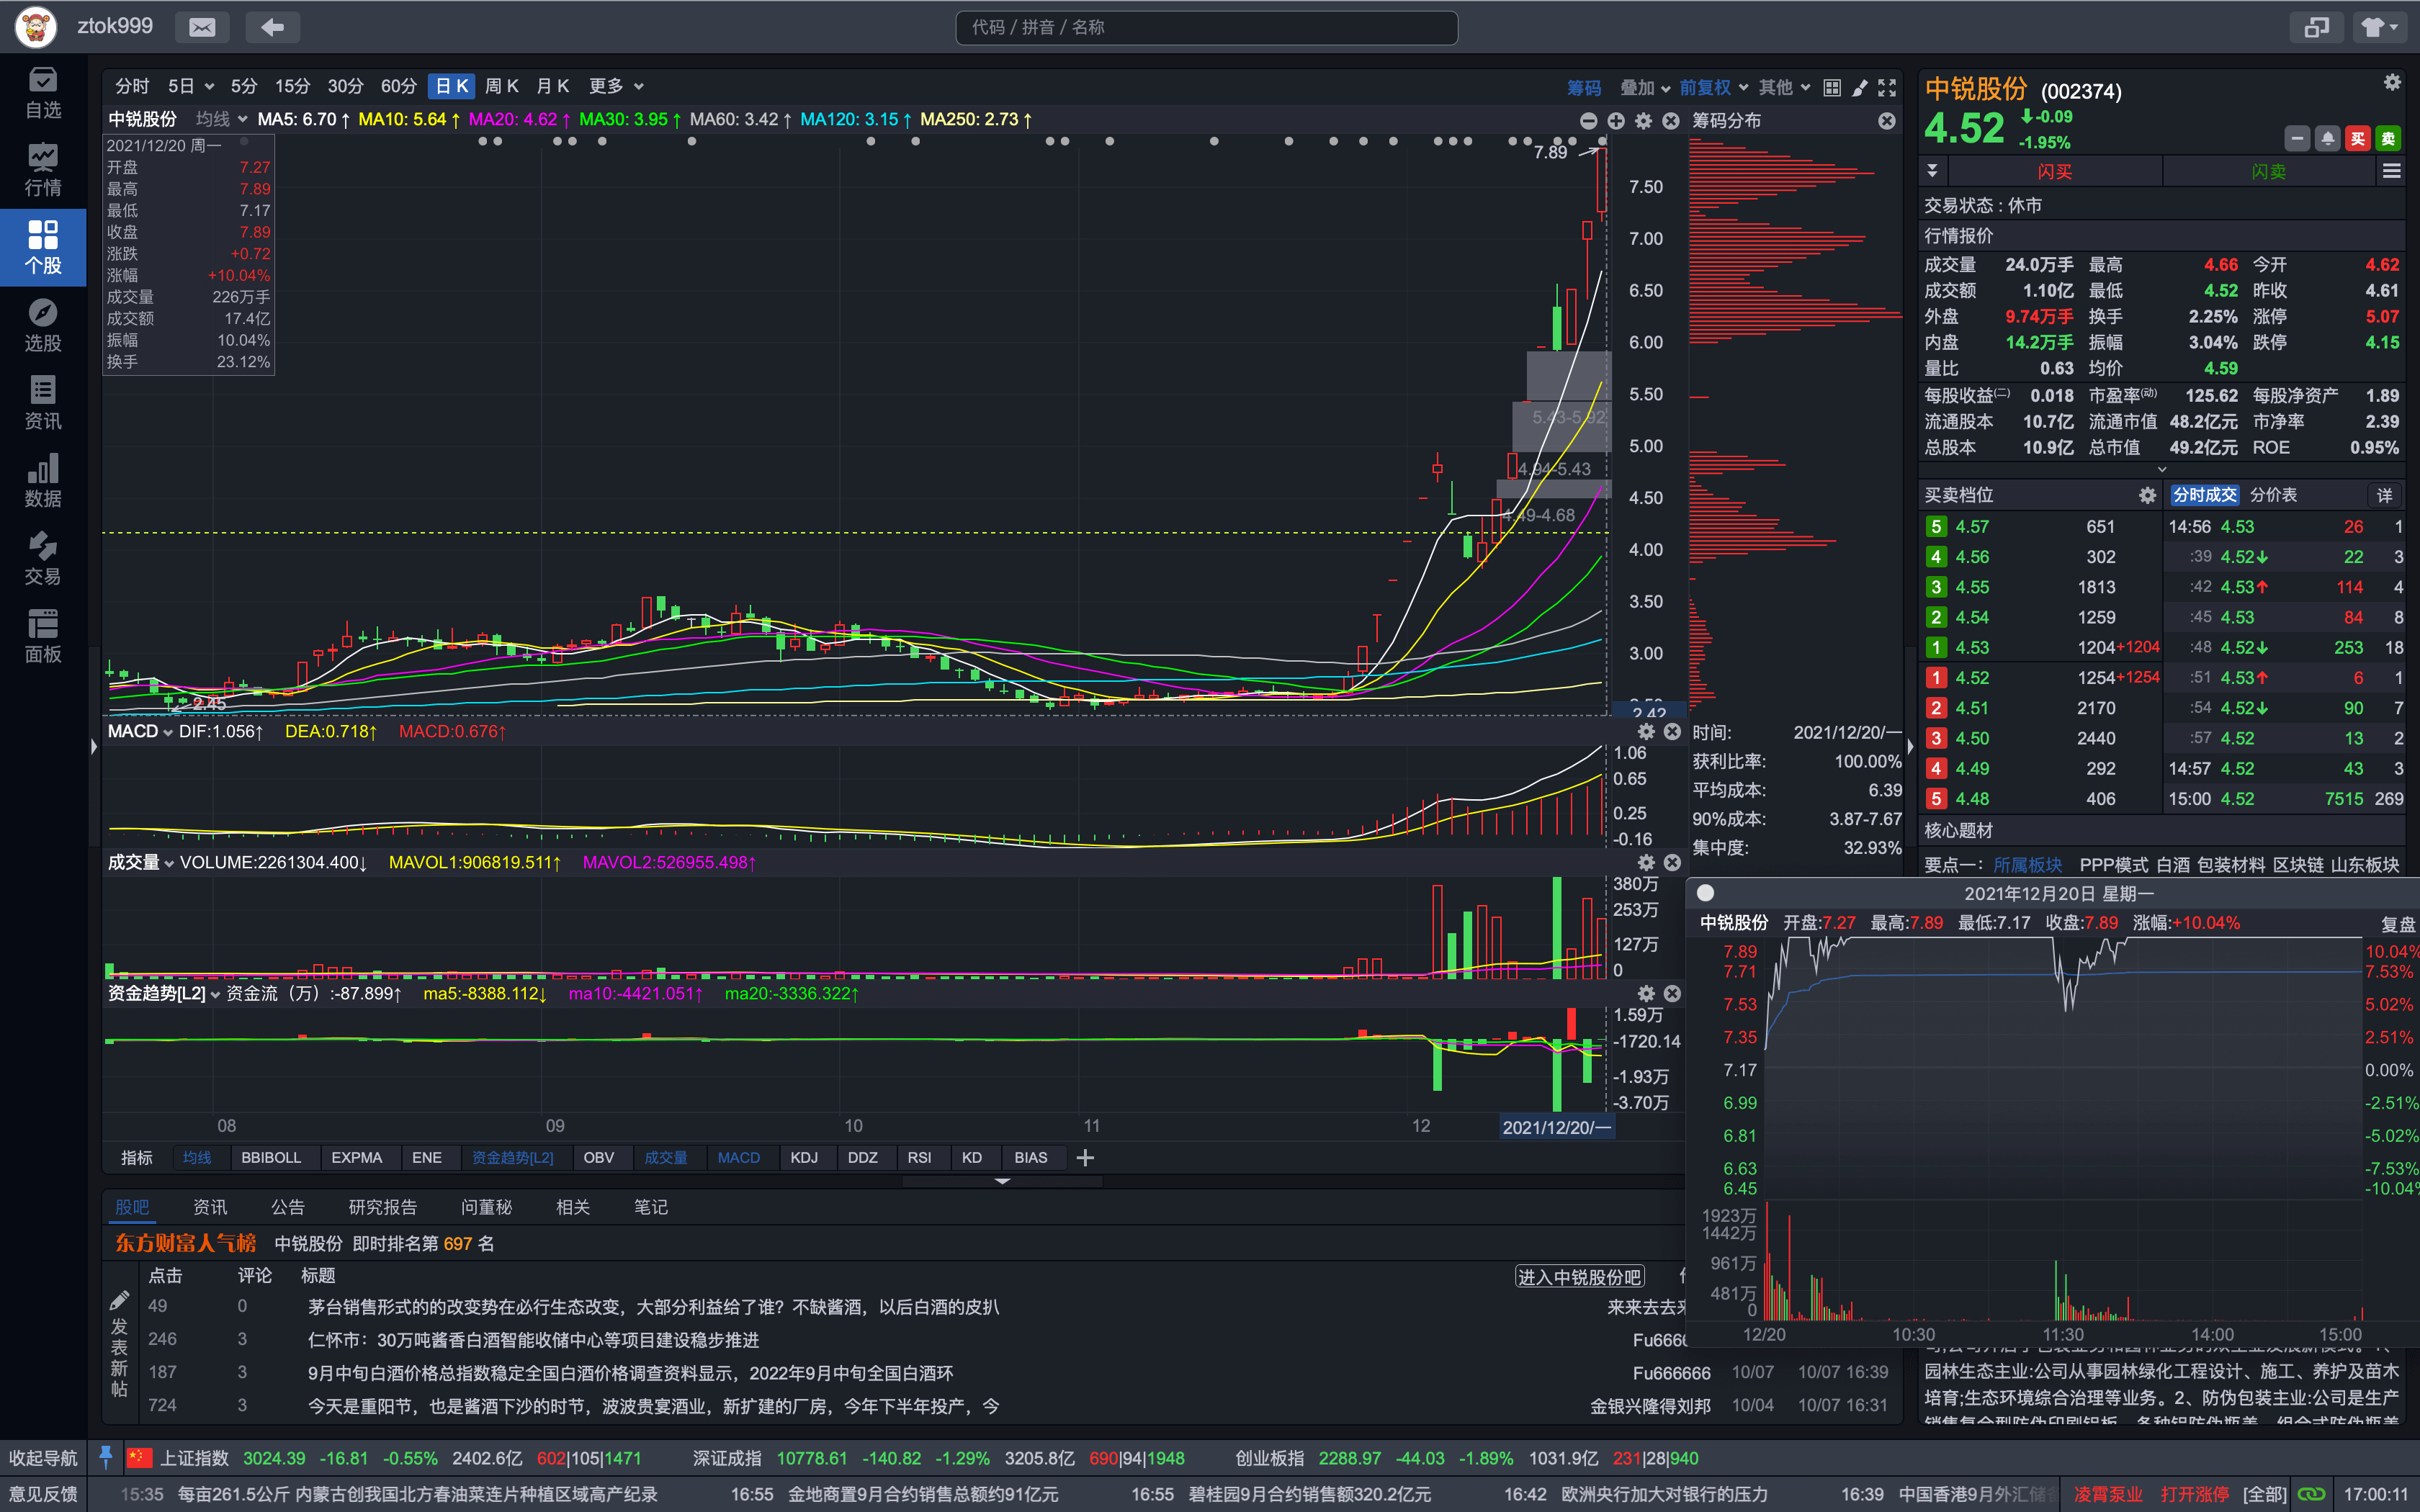 ztok999
代码 / 拼音 / 名称
自选
行情
个股
选股
资讯
数据
交易
面板
分时 5日 5分 15分 30分 60分 日K 周K 月K 更多
筹码 叠加 前复权 其他
中锐股份 均线 MA5: 6.70↑ MA10: 5.64↑ MA20: 4.62↑ MA30: 3.95↑ MA60: 3.42↑ MA120: 3.15↑ MA250: 2.73↑
2021/12/20 周一
开盘 7.27
最高 7.89
最低 7.17
收盘 7.89
涨跌 +0.72
涨幅 +10.04%
成交量 226万手
成交额 17.4亿
振幅 10.04%
换手 23.12%
7.89
7.50
7.00
6.50
6.00
5.50
5.00
4.50
4.00
3.50
3.00
2.42
5.43-5.92
4.94-5.43
4.49-4.68
2.45
筹码分布
时间: 2021/12/20/一
获利比率: 100.00%
平均成本: 6.39
90%成本: 3.87-7.67
集中度: 32.93%
MACD DIF:1.056↑ DEA:0.718↑ MACD:0.676↑
1.06
0.65
0.25
-0.16
成交量 VOLUME:2261304.400↓ MAVOL1:906819.511↑ MAVOL2:526955.498↑
380万
253万
127万
0
资金趋势[L2] 资金流（万）:-87.899↑ ma5:-8388.112↓ ma10:-4421.051↑ ma20:-3336.322↑
1.59万
-1720.14
-1.93万
-3.70万
08 09 10 11 12 2021/12/20/一
指标 均线 BBIBOLL EXPMA ENE 资金趋势[L2] OBV 成交量 MACD KDJ DDZ RSI KD BIAS
股吧 资讯 公告 研究报告 问董秘 相关 笔记
东方财富人气榜 中锐股份 即时排名第 697 名
点击 评论 标题 进入中锐股份吧
发表新帖
49 0 茅台销售形式的的改变势在必行生态改变，大部分利益给了谁？不缺酱酒，以后白酒的皮扒 来来去去
246 3 仁怀市：30万吨酱香白酒智能收储中心等项目建设稳步推进 Fu666
187 3 9月中旬白酒价格总指数稳定全国白酒价格调查资料显示，2022年9月中旬全国白酒环 Fu666666 10/07 10/07 16:39
724 3 今天是重阳节，也是酱酒下沙的时节，波波贵宴酒业，新扩建的厂房，今年下半年投产，今 金银兴隆得刘邦 10/04 10/07 16:31
中锐股份 (002374)
4.52 -0.09
-1.95%
买 卖
闪买 闪卖
交易状态 : 休市
行情报价
成交量 24.0万手 最高 4.66 今开 4.62
成交额 1.10亿 最低 4.52 昨收 4.61
外盘 9.74万手 换手 2.25% 涨停 5.07
内盘 14.2万手 振幅 3.04% 跌停 4.15
量比 0.63 均价 4.59
每股收益(二) 0.018 市盈率(动) 125.62 每股净资产 1.89
流通股本 10.7亿 流通市值 48.2亿元 市净率 2.39
总股本 10.9亿 总市值 49.2亿元 ROE 0.95%
买卖档位 分时成交 分价表 详
5 4.57 651 14:56 4.53 26 1
4 4.56 302 :39 4.52↓ 22 3
3 4.55 1813 :42 4.53↑ 114 4
2 4.54 1259 :45 4.53 84 8
1 4.53 1204+1204 :48 4.52↓ 253 18
1 4.52 1254+1254 :51 4.53↑ 6 1
2 4.51 2170 :54 4.52↓ 90 7
3 4.50 2440 :57 4.52 13 2
4 4.49 292 14:57 4.52 43 3
5 4.48 406 15:00 4.52 7515 269
核心题材
要点一： 所属板块 PPP模式 白酒 包装材料 区块链 山东板块
2021年12月20日 星期一
中锐股份 开盘:7.27 最高:7.89 最低:7.17 收盘:7.89 涨幅:+10.04% 复盘
7.89 10.04%
7.71 7.53%
7.53 5.02%
7.35 2.51%
7.17 0.00%
6.99 -2.51%
6.81 -5.02%
6.63 -7.53%
6.45 -10.04%
1923万
1442万
961万
481万
0
12/20 10:30 11:30 14:00 15:00
园林生态主业:公司从事园林绿化工程设计、施工、养护及苗木
培育;生态环境综合治理等业务。2、防伪包装主业:公司是生产
收起导航 上证指数 3024.39 -16.81 -0.55% 2402.6亿 602|105|1471 深证成指 10778.61 -140.82 -1.29% 3205.8亿 690|94|1948 创业板指 2288.97 -44.03 -1.89% 1031.9亿 231|28|940
意见反馈 15:35 每亩261.5公斤 内蒙古创我国北方春油菜连片种植区域高产纪录 16:55 金地商置9月合约销售总额约91亿元 16:55 碧桂园9月合约销售额320.2亿元 16:42 欧洲央行加大对银行的压力 16:39 中国香港9月外汇储 凌霄泵业 打开涨停 [全部] 17:00:11